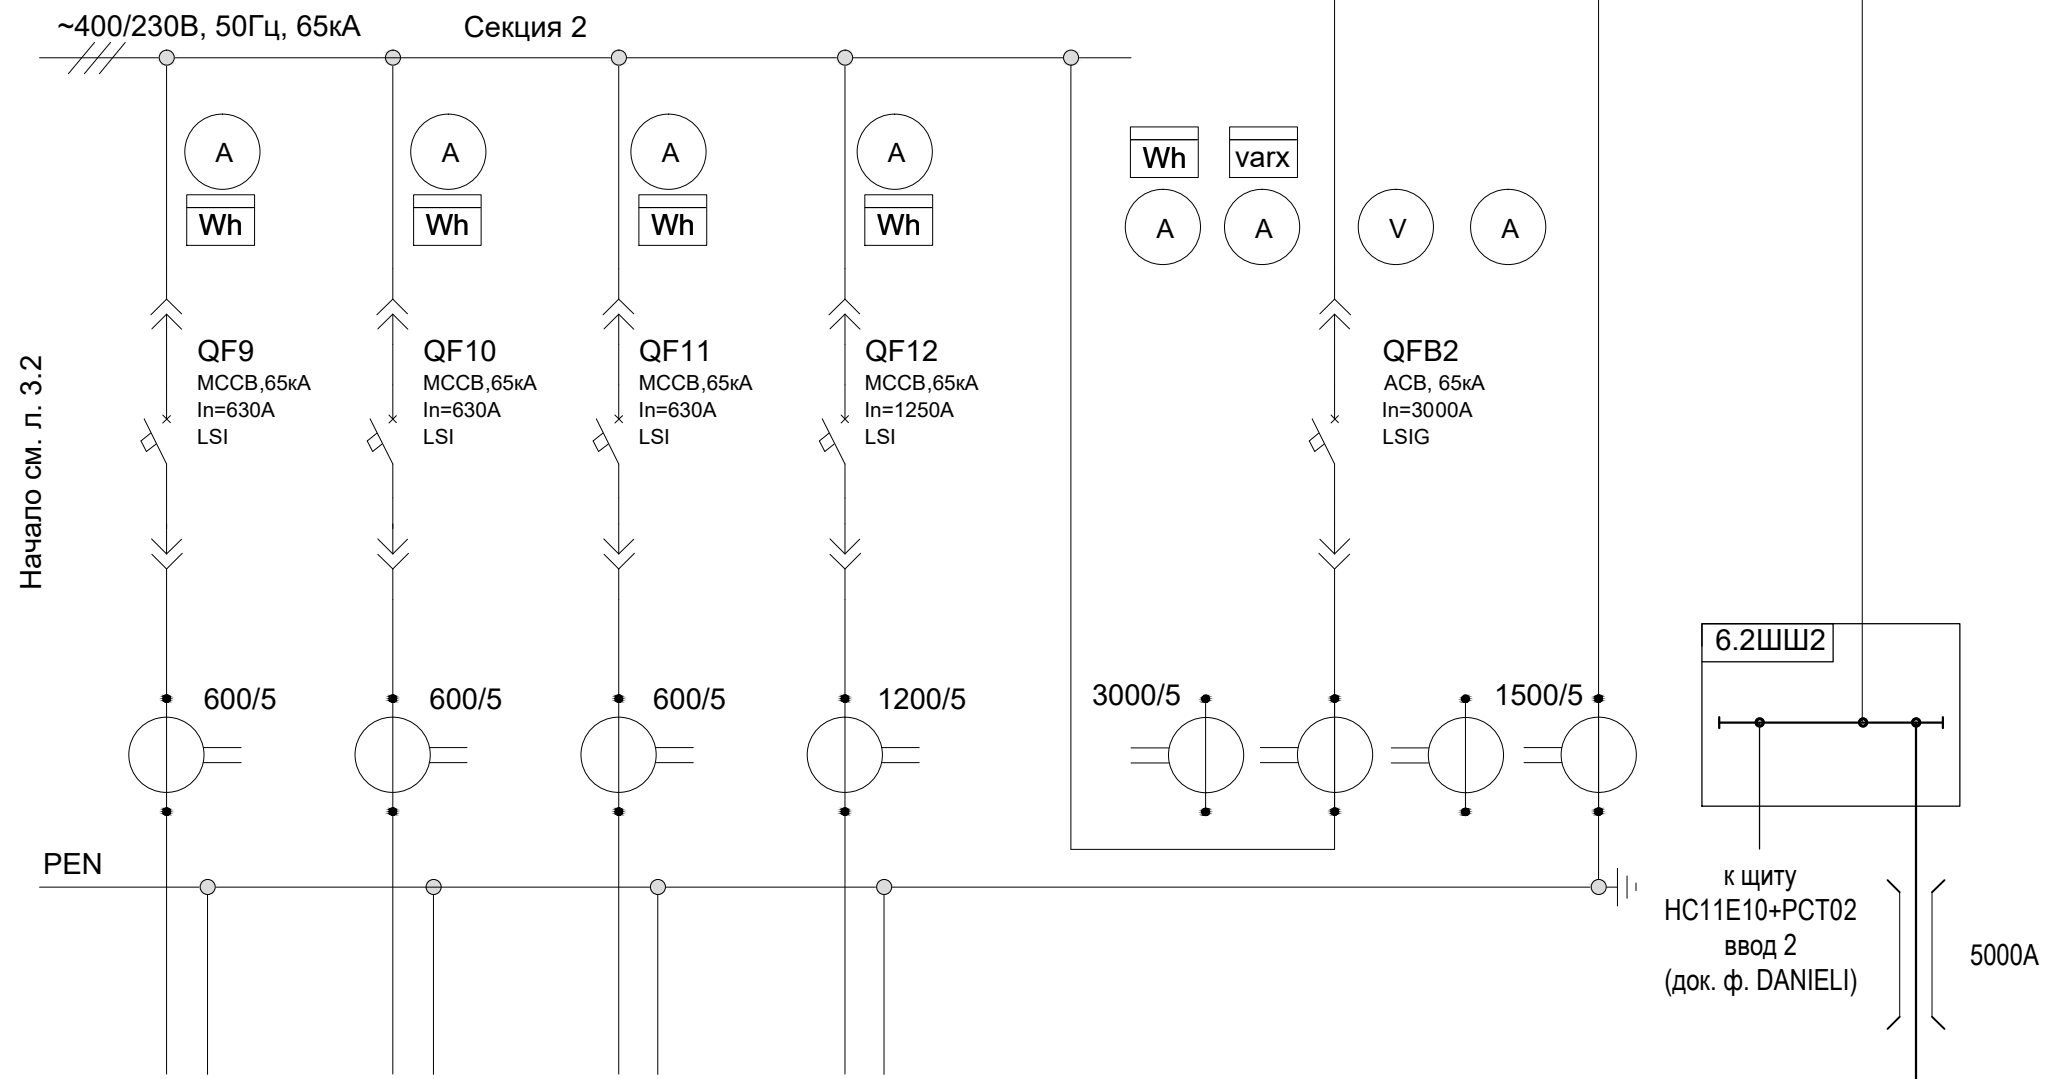 ~400/230В, 50Гц, 65кА
Секция 2
A
A
A
A
Wh
Wh
Wh
Wh
Wh
varx
A
A
V
A
Начало см. л. 3.2
QF9
MCCB,65кА
In=630A
LSI
QF10
MCCB,65кА
In=630A
LSI
QF11
MCCB,65кА
In=630A
LSI
QF12
MCCB,65кА
In=1250A
LSI
QFB2
ACB, 65кА
In=3000A
LSIG
600/5
600/5
600/5
1200/5
3000/5
1500/5
6.2ШШ2
PEN
к щиту
HC11E10+PCT02
ввод 2
(док. ф. DANIELI)
5000А